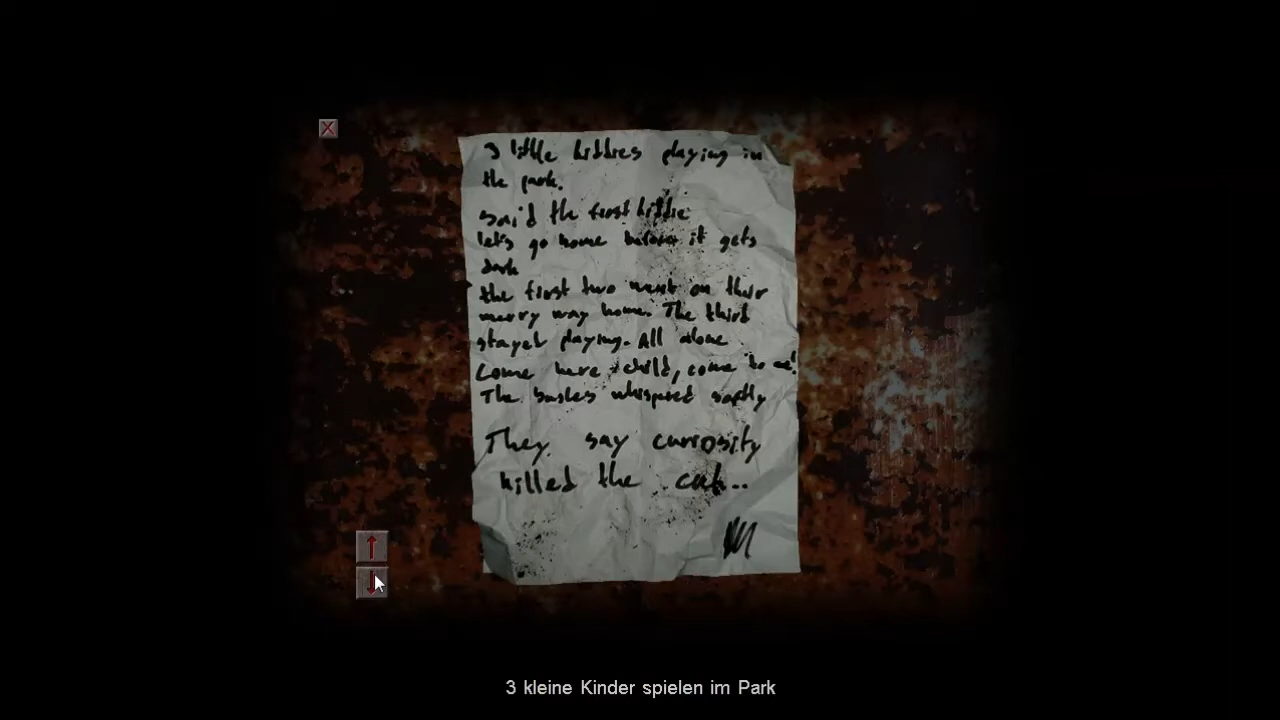 3 little kiddies playing in
the park.
said the first kiddie
let's go home before it gets
dark
the first two went on their
merry way home. The third
stayet playing. All alone
Come here child, come to me!
The bushes whispered softly
They say curiosity
killed the cat..
3 kleine Kinder spielen im Park